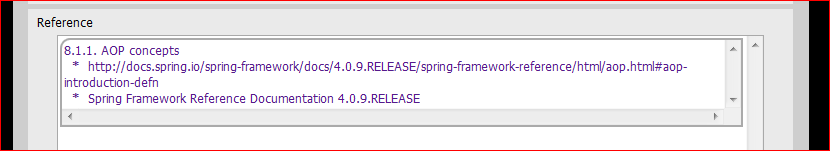 Reference
8.1.1. AOP concepts
* http://docs.spring.io/spring-framework/docs/4.0.9.RELEASE/spring-framework-reference/html/aop.html#aop-
introduction-defn
* Spring Framework Reference Documentation 4.0.9.RELEASE